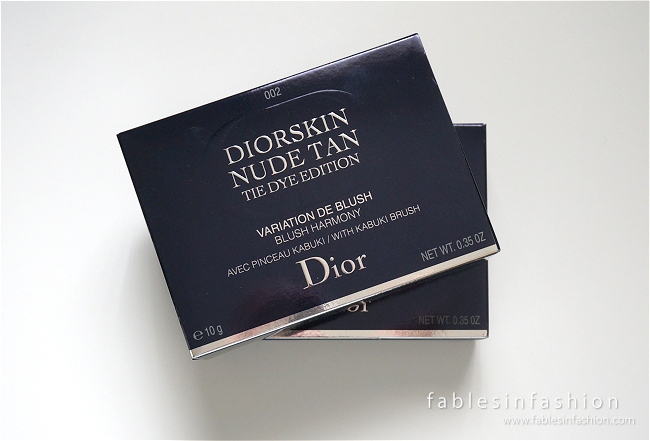 002
DIORSKIN
NUDE TAN
TIE DYE EDITION
VARIATION DE BLUSH
BLUSH HARMONY
AVEC PINCEAU KABUKI / WITH KABUKI BRUSH
Dior
℮ 10 g
NET WT. 0.35 OZ
or
NET WT. 0.35 OZ
fablesinfashion
www.fablesinfashion.com